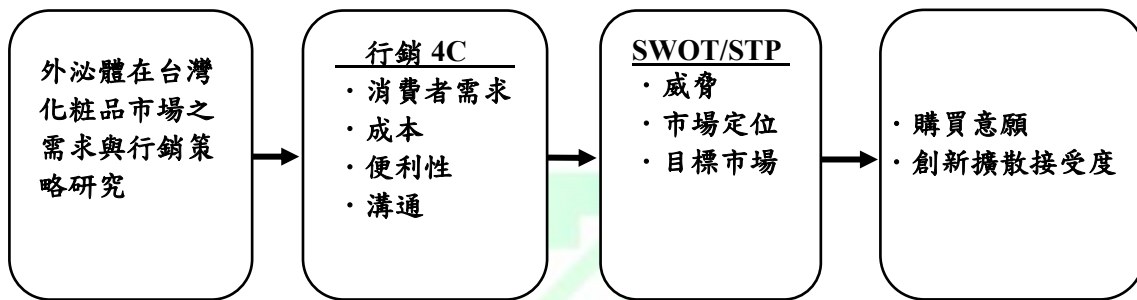 外泌體在台灣
化粧品市場之
需求與行銷策
略研究
行銷 4C
・消費者需求
・成本
・便利性
・溝通
SWOT/STP
・威脅
・市場定位
・目標市場
・購買意願
・創新擴散接受度